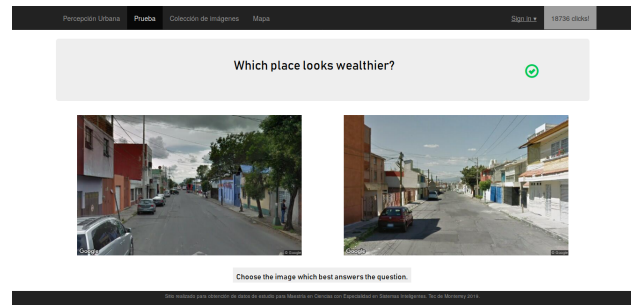 Percepción Urbana Prueba Colección de Imágenes Mapa Sign in ▾ 18736 clicks!
Which place looks wealthier?
Google © Google Google © Google
Choose the image which best answers the question.
Sitio realizado para obtención de datos de estudio para Maestría en Ciencias con Especialidad en Sistemas Inteligentes. Tec de Monterrey 2016.